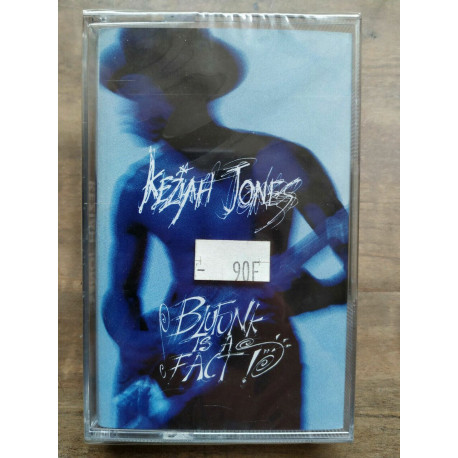 KEZIAH JONES
90F
BLUFUNK
IS A
FACT!